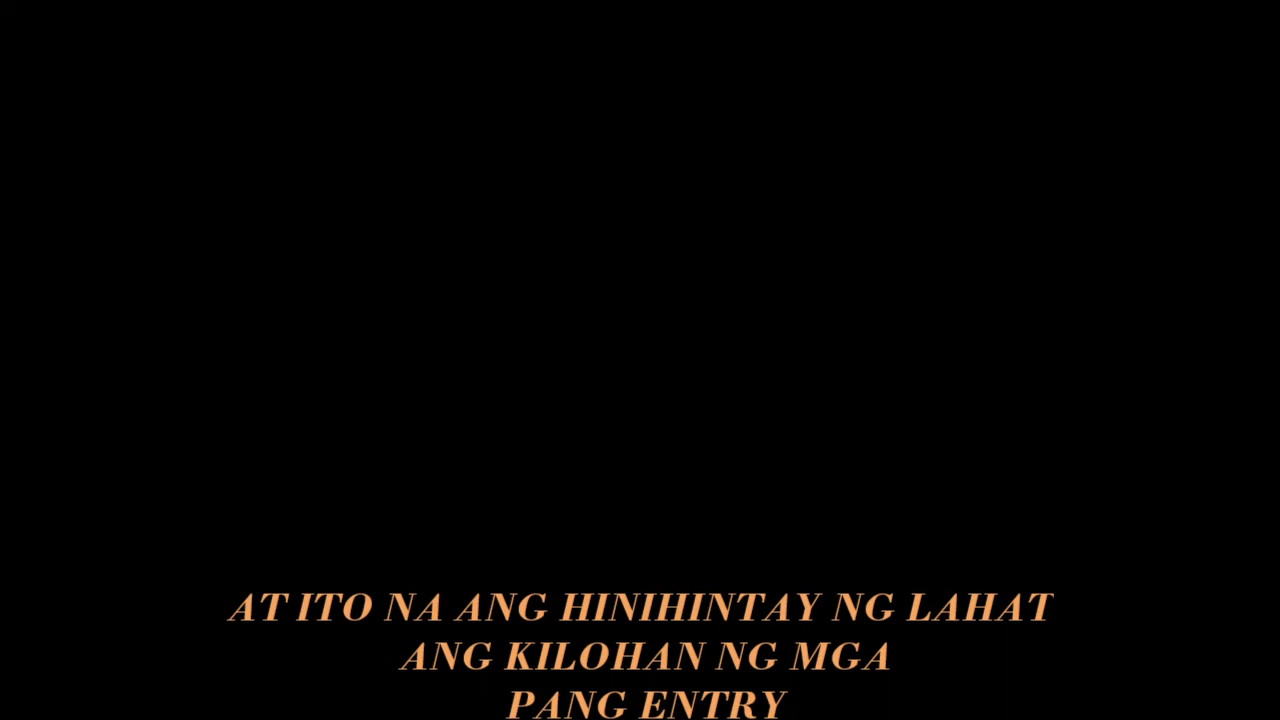 AT ITO NA ANG HINIHINTAY NG LAHAT
ANG KILOHAN NG MGA
PANG ENTRY